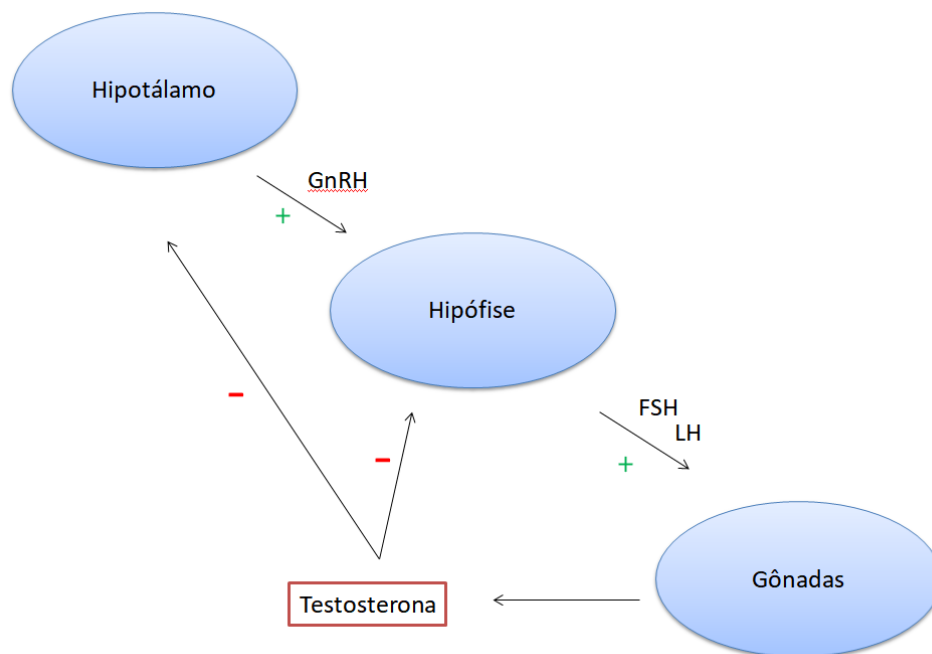 Hipotálamo
GnRH
+
Hipófise
–
FSH
LH
–
+
Gônadas
Testosterona